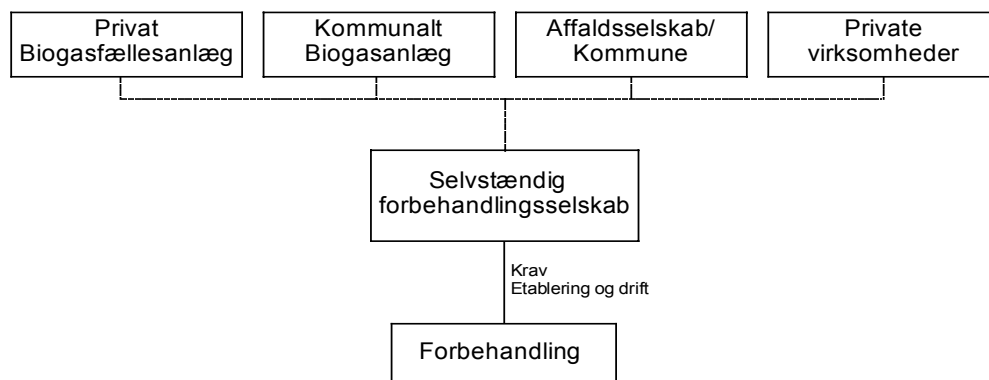 Privat
Biogasfællesanlæg
Kommunalt
Biogasanlæg
Affaldsselskab/
Kommune
Private
virksomheder
Selvstændig
forbehandlingsselskab
Krav
Etablering og drift
Forbehandling